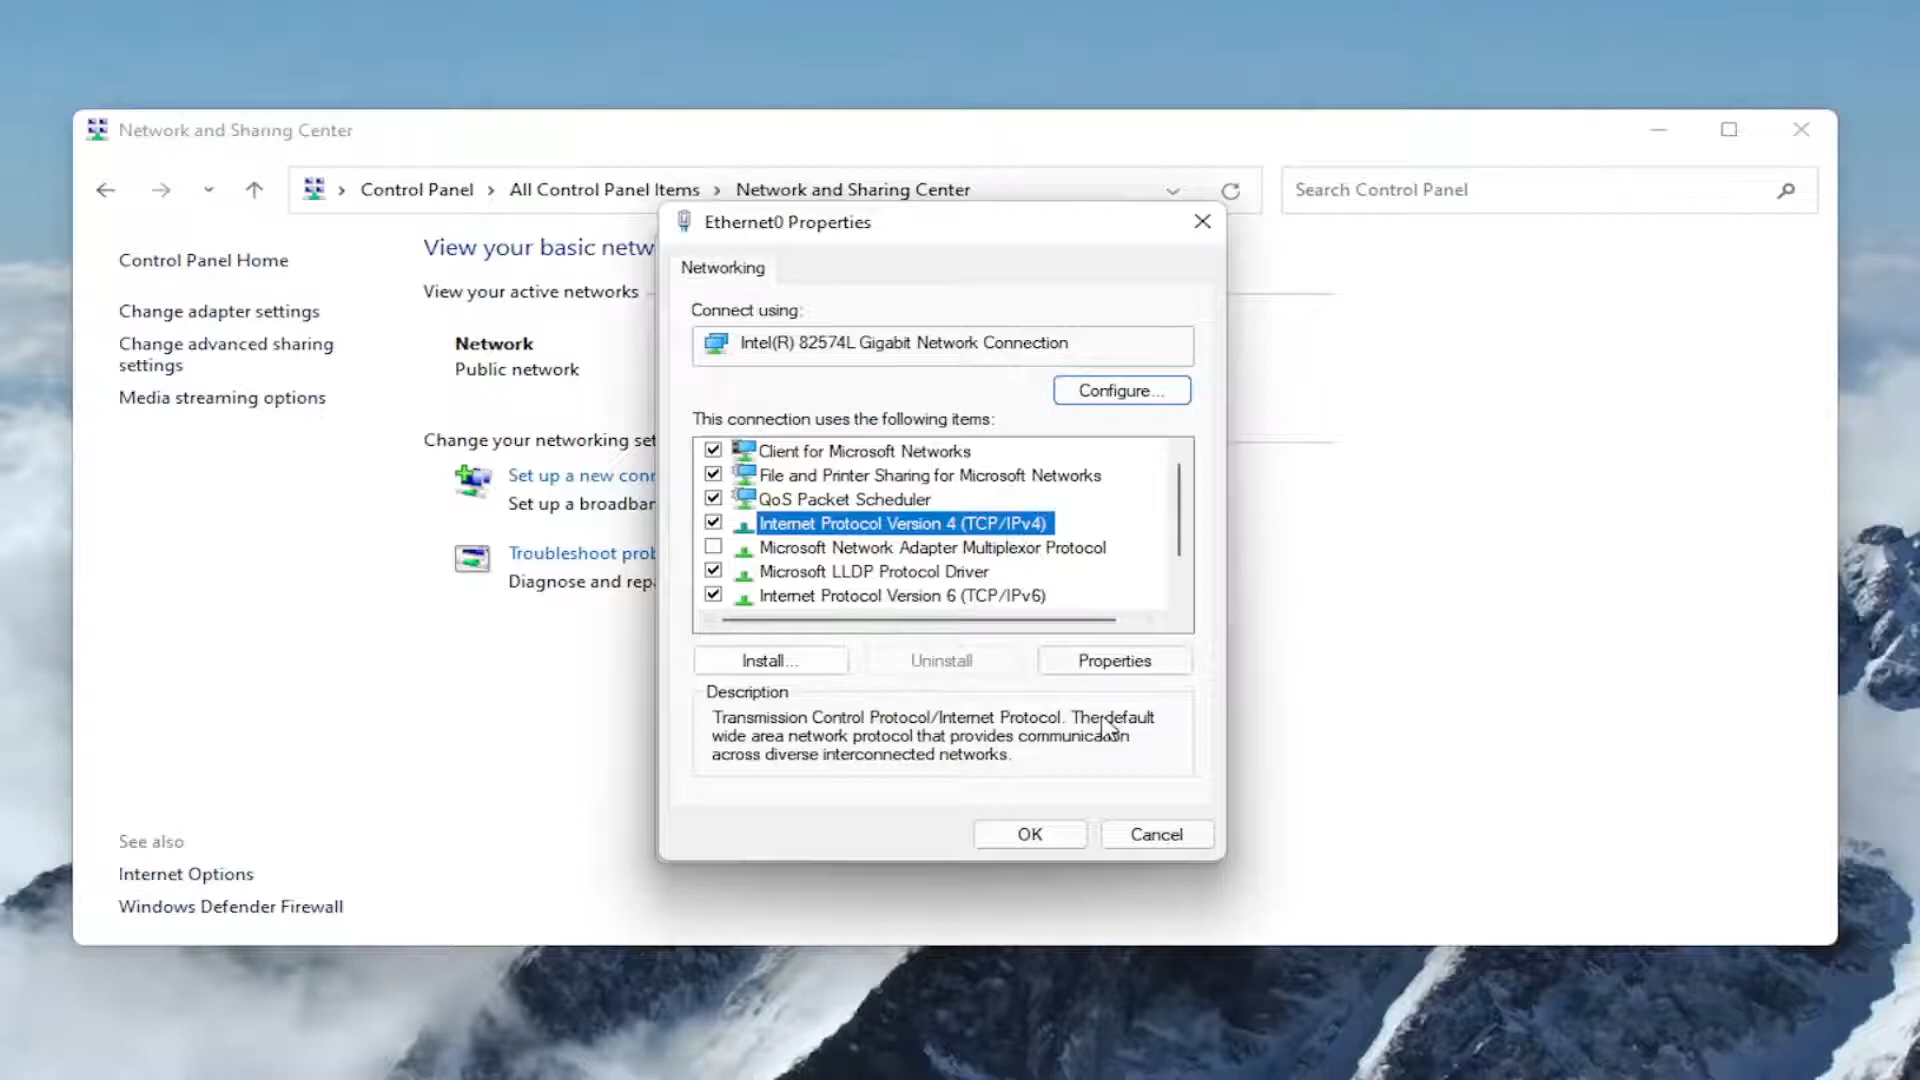 Network and Sharing Center
Control Panel
All Control Panel Items
Network and Sharing Center
Search Control Panel
Control Panel Home
Change adapter settings
Change advanced sharing
settings
Media streaming options
See also
Internet Options
Windows Defender Firewall
View your basic netw
View your active networks
Network
Public network
Change your networking set
Set up a new conn
Set up a broadban
Troubleshoot prob
Diagnose and repa
Ethernet0 Properties
Networking
Connect using:
Intel(R) 82574L Gigabit Network Connection
Configure...
This connection uses the following items:
Client for Microsoft Networks
File and Printer Sharing for Microsoft Networks
QoS Packet Scheduler
Internet Protocol Version 4 (TCP/IPv4)
Microsoft Network Adapter Multiplexor Protocol
Microsoft LLDP Protocol Driver
Internet Protocol Version 6 (TCP/IPv6)
Install...
Uninstall
Properties
Description
Transmission Control Protocol/Internet Protocol. The default
wide area network protocol that provides communication
across diverse interconnected networks.
OK
Cancel